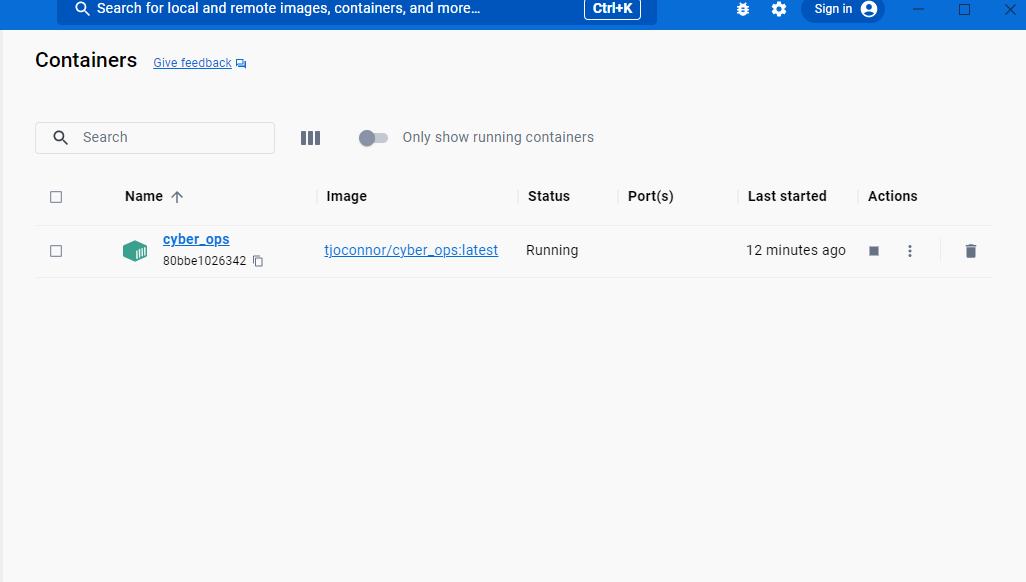 Search for local and remote images, containers, and more... Ctrl+K Sign in
Containers Give feedback
Search Only show running containers
Name Image Status Port(s) Last started Actions
cyber_ops
tjoconnor/cyber_ops:latest Running 12 minutes ago
80bbe1026342